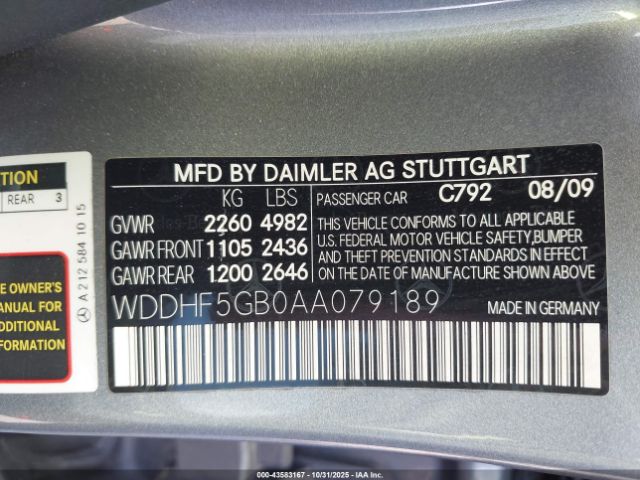 TION
REAR 3
A 212 584 10 15
E OWNER'S
MANUAL FOR
DDITIONAL
FORMATION
MFD BY DAIMLER AG STUTTGART
KG LBS PASSENGER CAR C792 08/09
GVWR 2260 4982
GAWR FRONT 1105 2436
GAWR REAR 1200 2646
THIS VEHICLE CONFORMS TO ALL APPLICABLE
U.S. FEDERAL MOTOR VEHICLE SAFETY, BUMPER
AND THEFT PREVENTION STANDARDS IN EFFECT
ON THE DATE OF MANUFACTURE SHOWN ABOVE.
WDDHF5GB0AA079189 MADE IN GERMANY
000-43583167 - 10/31/2025 - COPYRIGHT IAA, LLC.